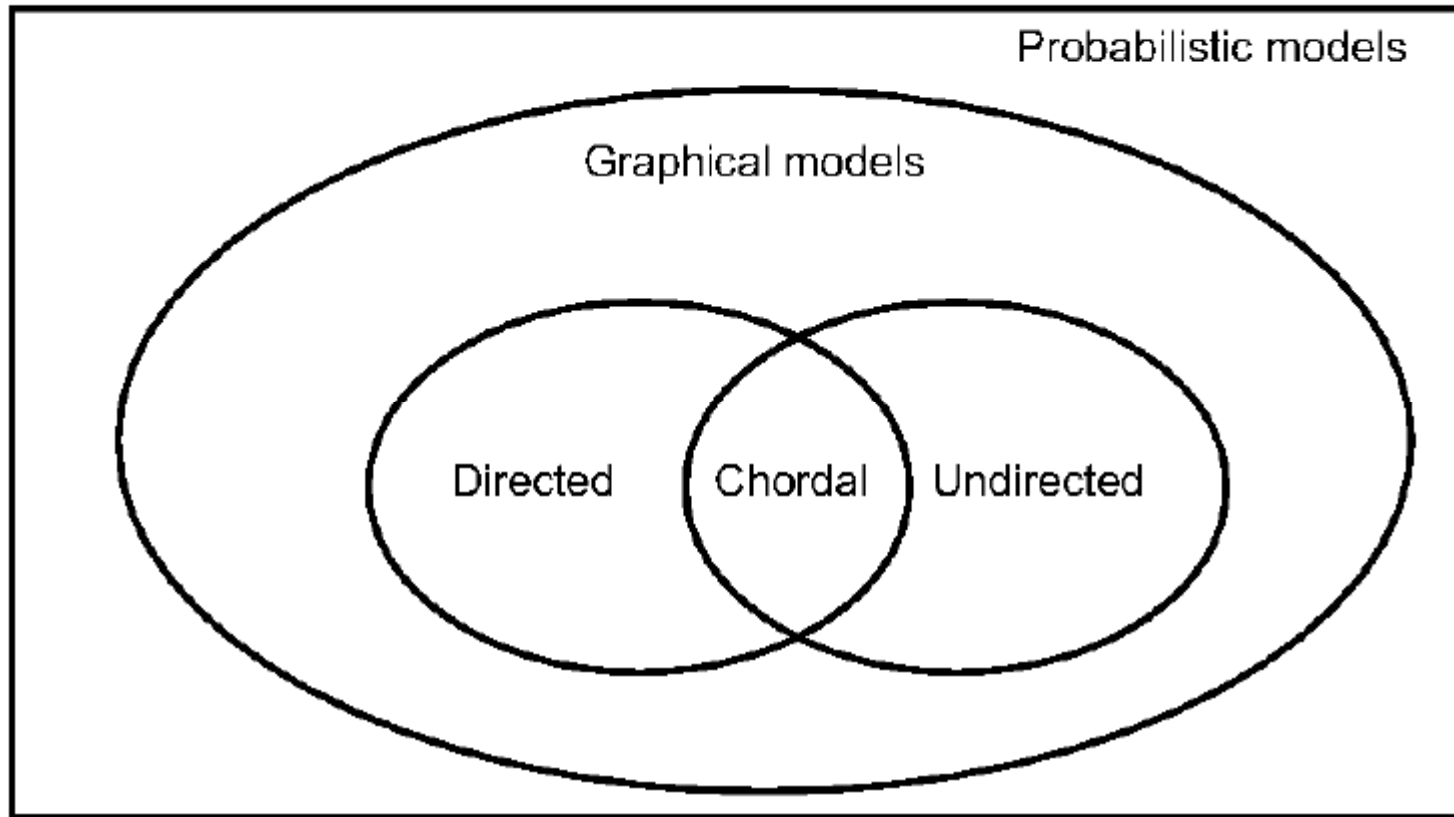 Probabilistic models
Graphical models
Directed
Chordal
Undirected